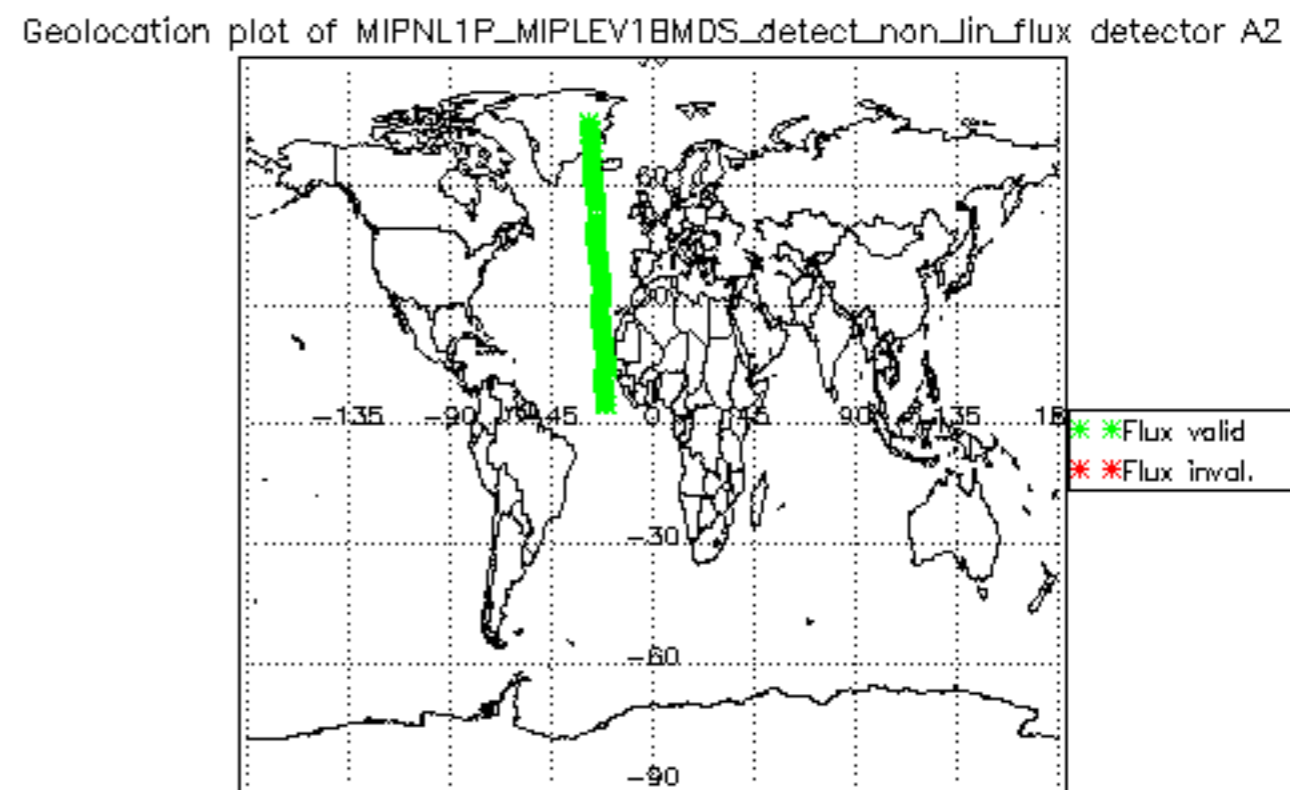 Geolocation plot of MIPNL1P_MIPLEV1BMDS_detect_non_lin_flux detector A2
60
-135 -90 45 0 45 90 135 18
Flux valid
Flux inval.
-30
-60
-90